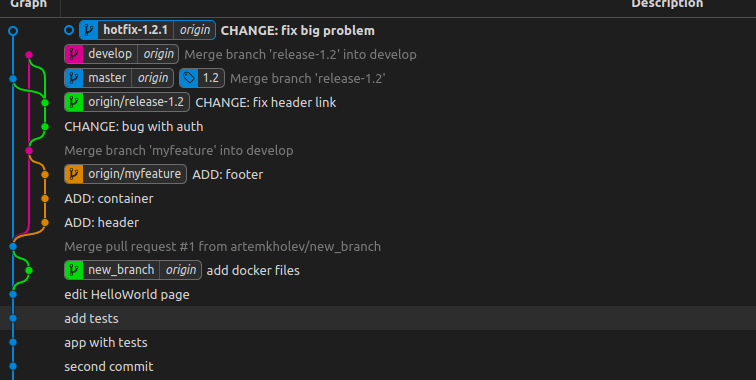 Graph Description
hotfix-1.2.1 origin CHANGE: fix big problem
develop origin Merge branch 'release-1.2' into develop
master origin 1.2 Merge branch 'release-1.2'
origin/release-1.2 CHANGE: fix header link
CHANGE: bug with auth
Merge branch 'myfeature' into develop
origin/myfeature ADD: footer
ADD: container
ADD: header
Merge pull request #1 from artemkholev/new_branch
new_branch origin add docker files
edit HelloWorld page
add tests
app with tests
second commit